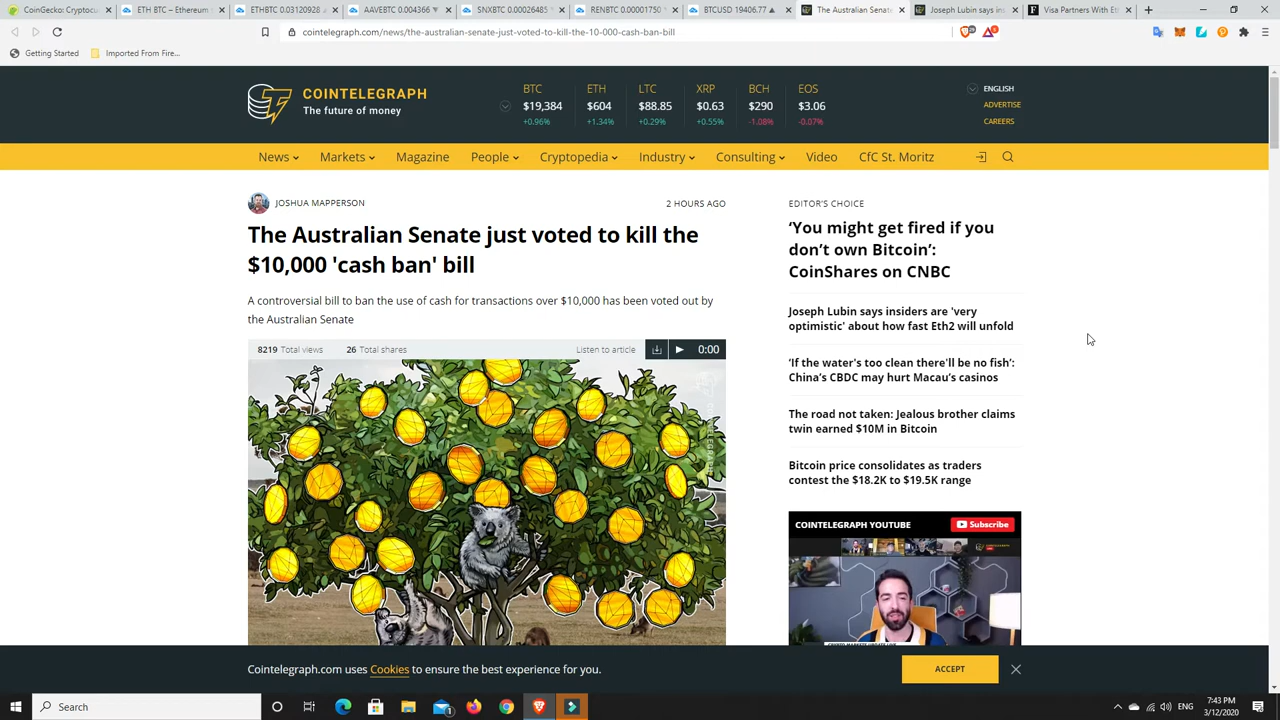 CoinGecko: Cryptocu
ETH BTC – Ethereum
ETHBTC 0.03120928
AAVEBTC 0.004366
SNXBTC 0.00026485
RENBTC 0.00001750
BTCUSD 19406.77
The Australian Senate
Joseph Lubin says ins
Visa Partners With Eth
cointelegraph.com/news/the-australian-senate-just-voted-to-kill-the-10-000-cash-ban-bill
Getting Started
Imported From Fire...
COINTELEGRAPH
The future of money
BTC
$19,384
+0.96%
ETH
$604
+1.34%
LTC
$88.85
+0.29%
XRP
$0.63
+0.55%
BCH
$290
-1.08%
EOS
$3.06
-0.07%
ENGLISH
ADVERTISE
CAREERS
News
Markets
Magazine
People
Cryptopedia
Industry
Consulting
Video
CfC St. Moritz
JOSHUA MAPPERSON
2 HOURS AGO
The Australian Senate just voted to kill the
$10,000 'cash ban' bill
A controversial bill to ban the use of cash for transactions over $10,000 has been voted out by
the Australian Senate
8219 Total views
26 Total shares
Listen to article
0:00
EDITOR'S CHOICE
‘You might get fired if you
don’t own Bitcoin’:
CoinShares on CNBC
Joseph Lubin says insiders are 'very
optimistic' about how fast Eth2 will unfold
‘If the water's too clean there'll be no fish’:
China’s CBDC may hurt Macau’s casinos
The road not taken: Jealous brother claims
twin earned $10M in Bitcoin
Bitcoin price consolidates as traders
contest the $18.2K to $19.5K range
COINTELEGRAPH YOUTUBE
Subscribe
Cointelegraph.com uses Cookies to ensure the best experience for you.
ACCEPT
Search
ENG
7:43 PM
3/12/2020